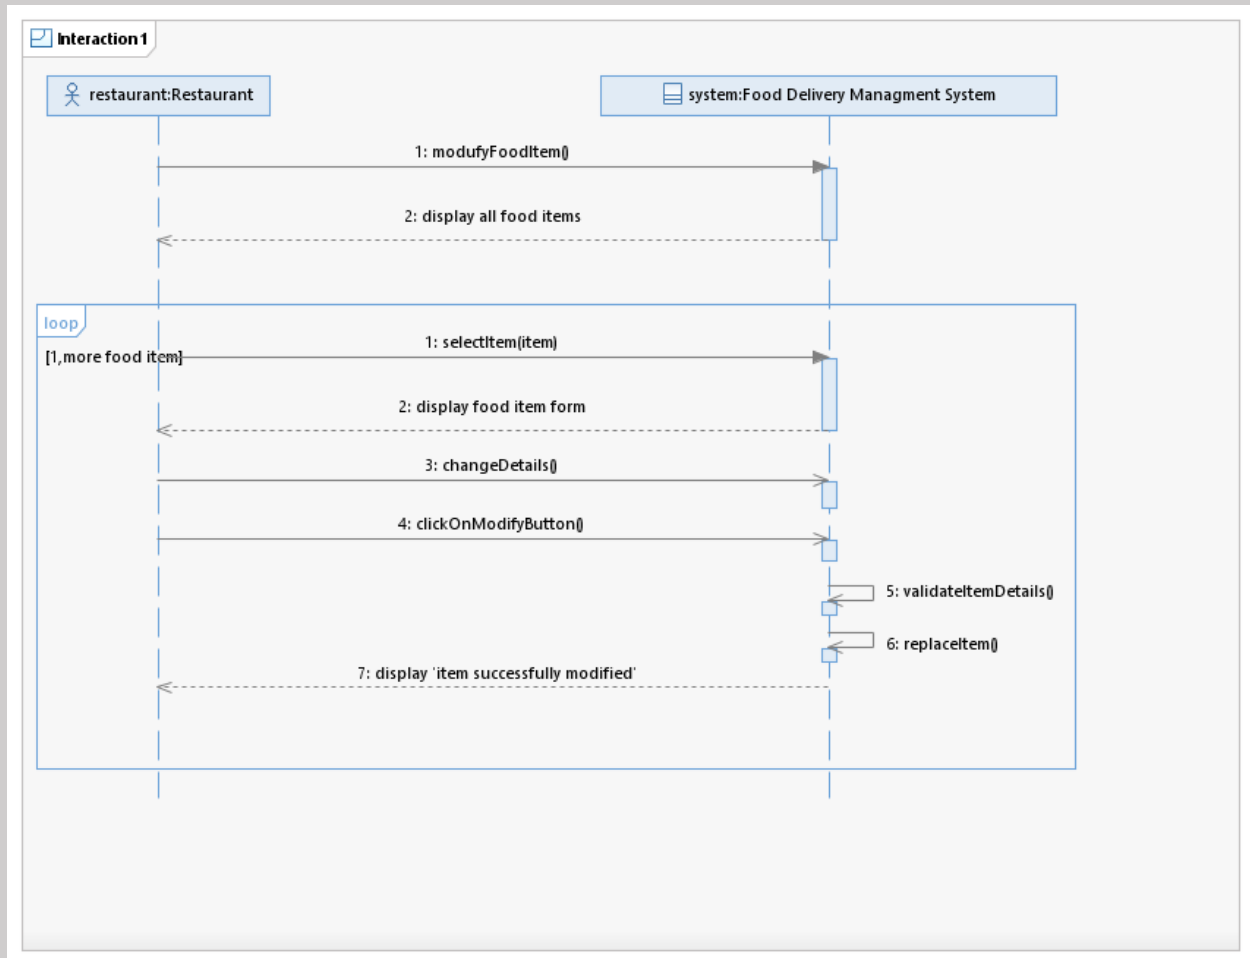 Interaction1
restaurant:Restaurant
system:Food Delivery Managment System
1: modufyFoodItem()
2: display all food items
loop
[1,more food item]
1: selectItem(item)
2: display food item form
3: changeDetails()
4: clickOnModifyButton()
5: validateItemDetails()
6: replaceItem()
7: display 'item successfully modified'